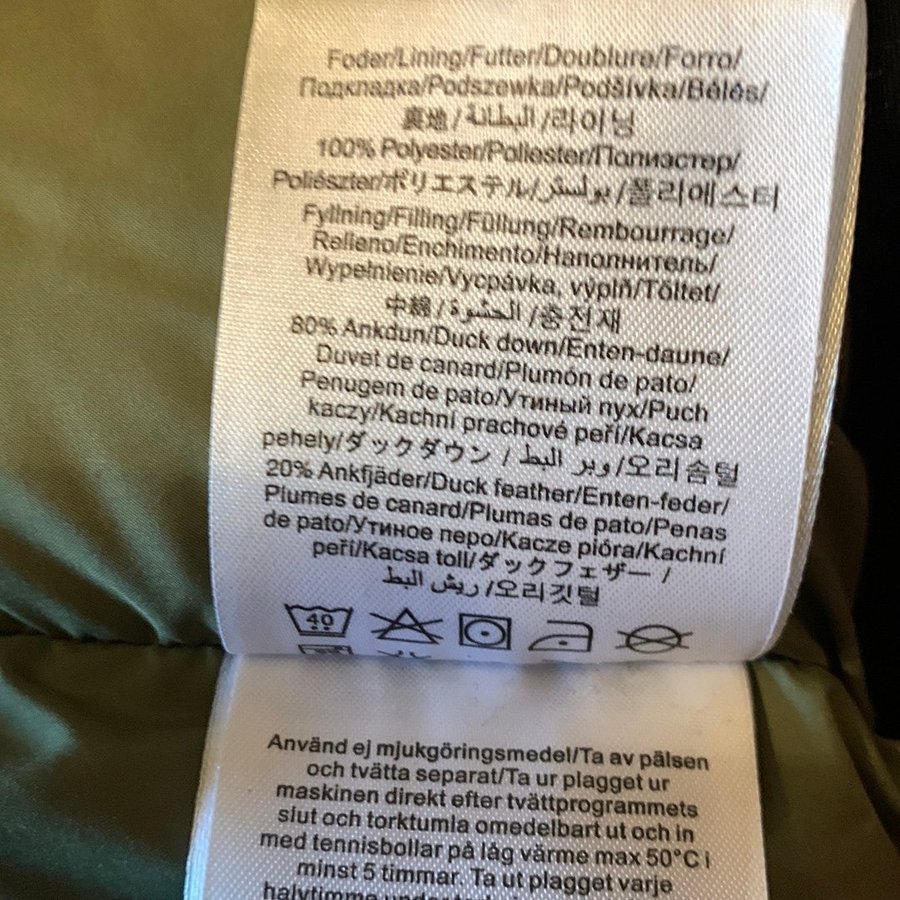 Foder/Lining/Futter/Doublure/Forro/
Подкладка/Podszewka/Podšívka/Bélés/
裏地/البطانة/라이닝
100% Polyester/Poliester/Полиэстер/
Poliészter/ポリエステル/بوليستر/폴리에스터
Fyllning/Filling/Füllung/Rembourrage/
Relleno/Enchimento/Наполнитель/
Wypełnienie/Vycpávka, výplň/Töltet/
中綿/الحشوة/충전재
80% Ankdun/Duck down/Enten-daune/
Duvet de canard/Plumón de pato/
Penugem de pato/Утиный пух/Puch
kaczy/Kachní prachové peří/Kacsa
pehely/ダックダウン / وبر البط/오리솜털
20% Ankfjäder/Duck feather/Enten-feder/
Plumes de canard/Plumas de pato/Penas
de pato/Утиное перо/Kacze pióra/Kachní
peří/Kacsa toll/ダックフェザー /
ريش البط/오리깃털
40
Använd ej mjukgöringsmedel/Ta av pälsen
och tvätta separat/Ta ur plagget ur
maskinen direkt efter tvättprogrammets
slut och torktumla omedelbart ut och in
med tennisbollar på låg värme max 50°C i
minst 5 timmar. Ta ut plagget varje
halvtimme